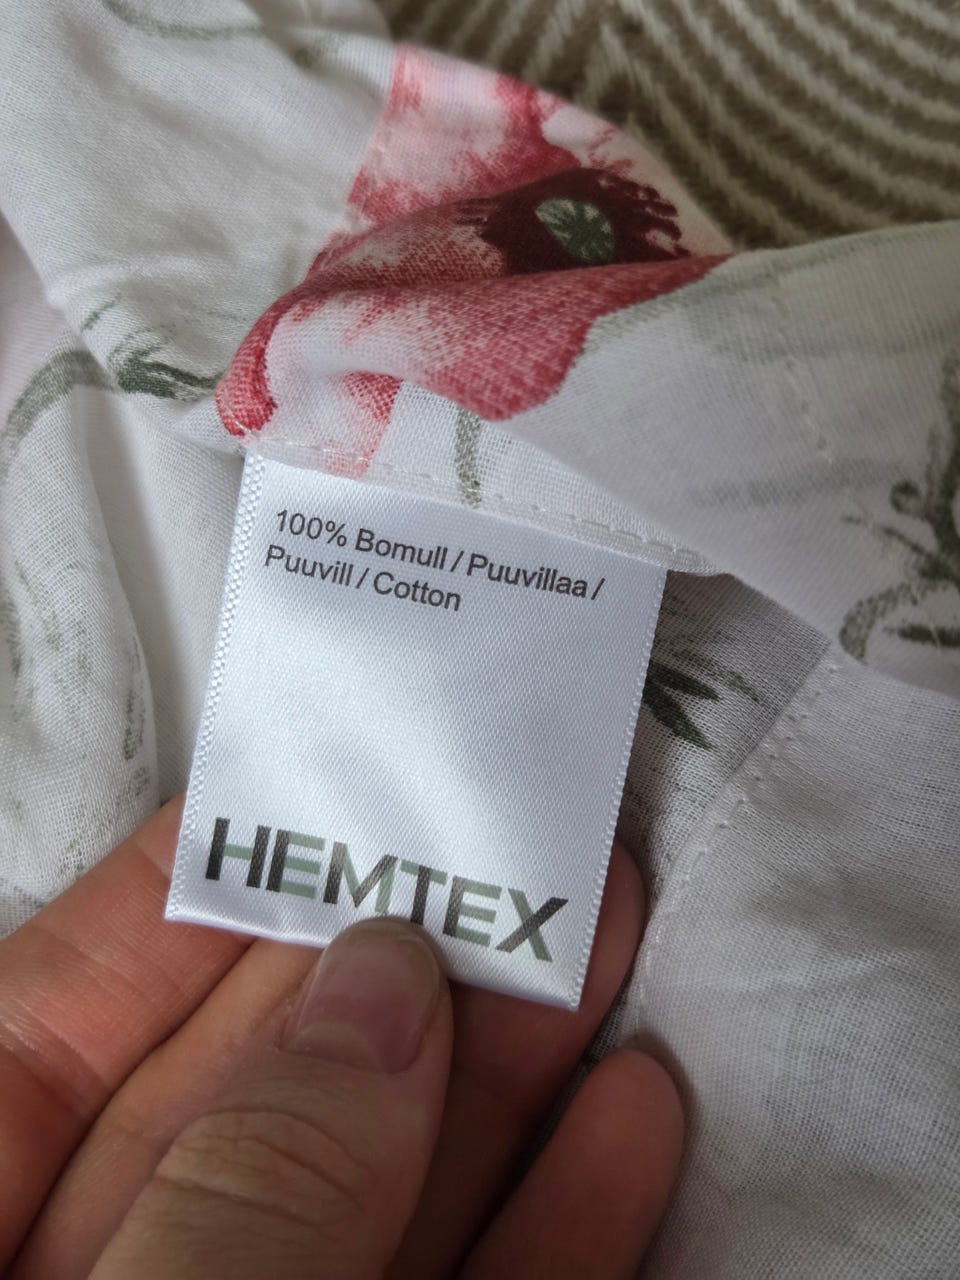 100% Bomull / Puuvillaa /
Puuvill / Cotton
HEMTEX